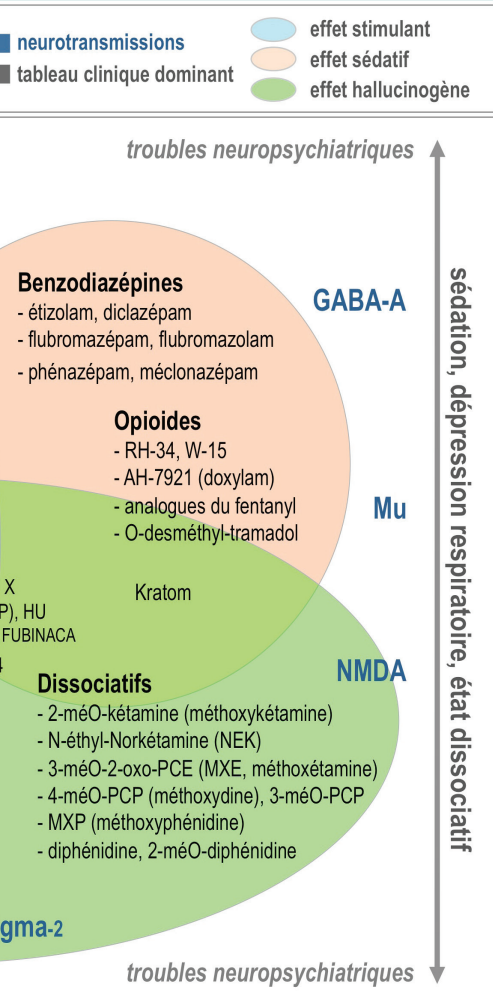 neurotransmissions
tableau clinique dominant
effet stimulant
effet sédatif
effet hallucinogène
troubles neuropsychiatriques
Benzodiazépines
- étizolam, diclazépam
- flubromazépam, flubromazolam
- phénazépam, méclonazépam
GABA-A
Opioides
- RH-34, W-15
- AH-7921 (doxylam)
- analogues du fentanyl
- O-desméthyl-tramadol
Mu
X
P), HU
FUBINACA
4
Kratom
NMDA
Dissociatifs
- 2-méO-kétamine (méthoxykétamine)
- N-éthyl-Norkétamine (NEK)
- 3-méO-2-oxo-PCE (MXE, méthoxétamine)
- 4-méO-PCP (méthoxydine), 3-méO-PCP
- MXP (méthoxyphénidine)
- diphénidine, 2-méO-diphénidine
gma-2
sédation, dépression respiratoire, état dissociatif
troubles neuropsychiatriques